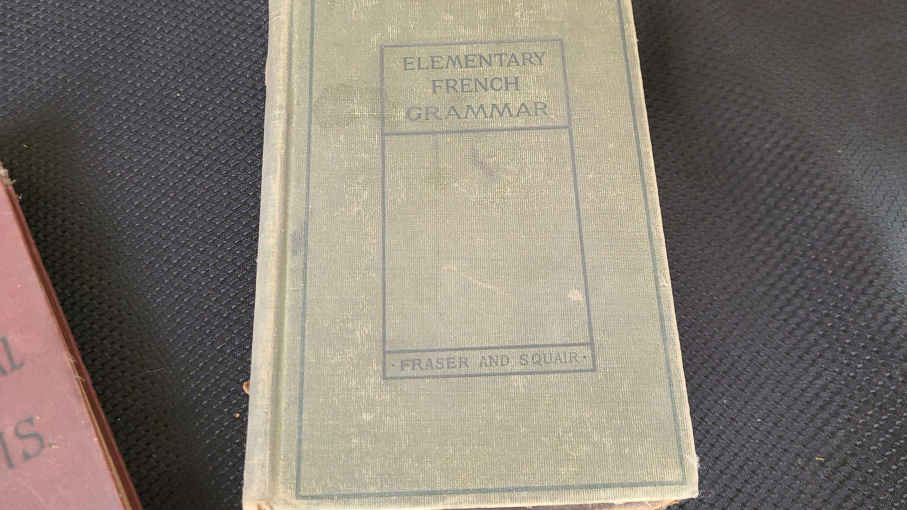 ELEMENTARY
FRENCH
GRAMMAR
·FRASER AND SQUAIR·